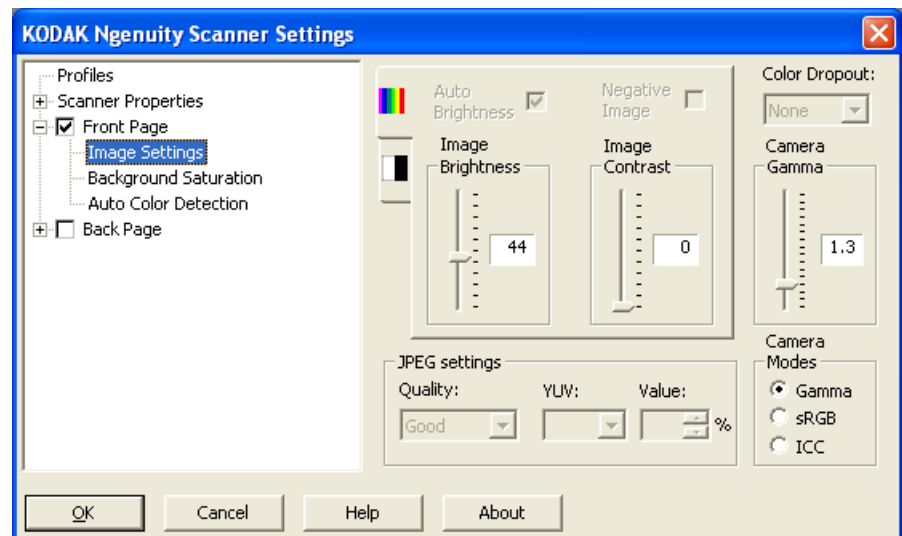 KODAK Ngenuity Scanner Settings
Profiles
Scanner Properties
Front Page
Image Settings
Background Saturation
Auto Color Detection
Back Page
Auto
Brightness
Negative
Image
Color Dropout:
None
Image
Brightness
44
Image
Contrast
0
Camera
Gamma
1.3
JPEG settings
Quality:
YUV:
Value:
Good
%
Camera
Modes
Gamma
sRGB
ICC
OK
Cancel
Help
About